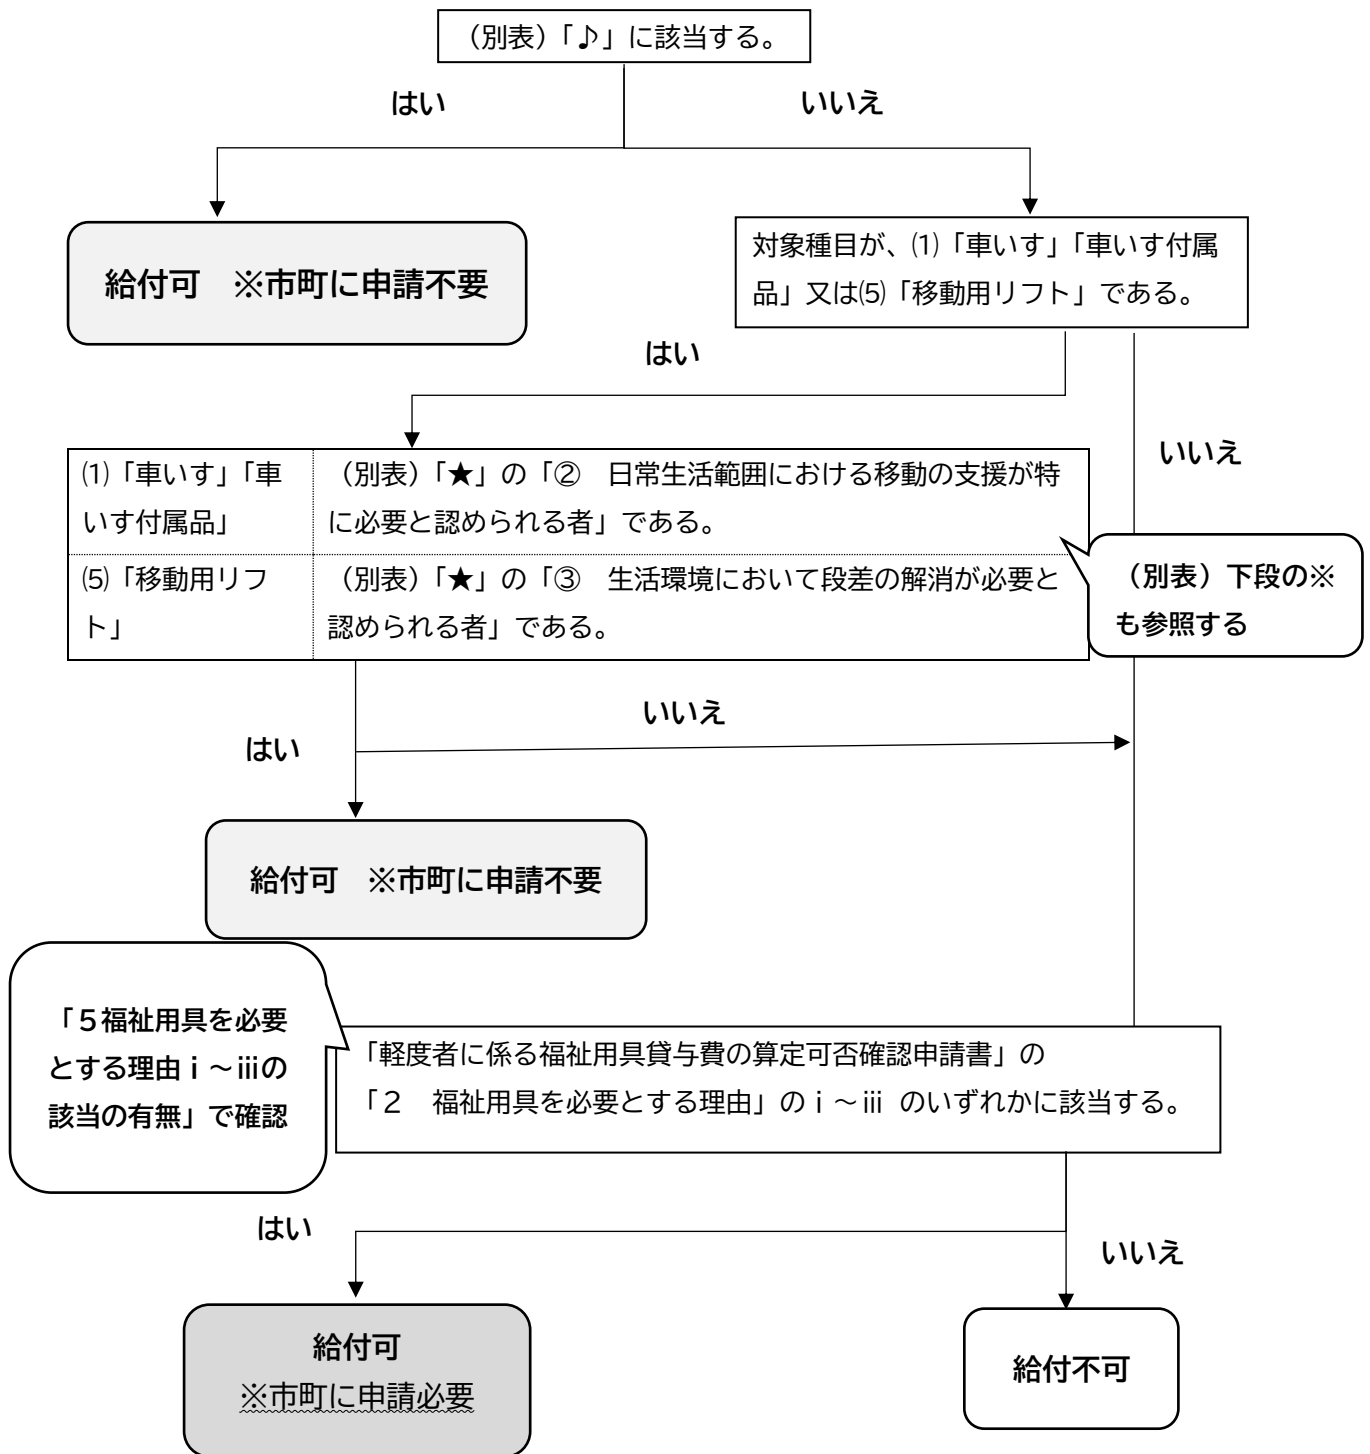 （別表）「♪」に該当する。
はい
いいえ
給付可　※市町に申請不要
対象種目が、⑴「車いす」「車いす付属
品」又は⑸「移動用リフト」である。
はい
いいえ
⑴「車いす」「車
いす付属品」
（別表）「★」の「②　日常生活範囲における移動の支援が特
に必要と認められる者」である。
⑸「移動用リフ
ト」
（別表）「★」の「③　生活環境において段差の解消が必要と
認められる者」である。
（別表）下段の※
も参照する
いいえ
はい
給付可　※市町に申請不要
「５福祉用具を必要
とする理由ⅰ～ⅲの
該当の有無」で確認
「軽度者に係る福祉用具貸与費の算定可否確認申請書」の
「２　福祉用具を必要とする理由」のⅰ～ⅲ のいずれかに該当する。
はい
いいえ
給付可
※市町に申請必要
給付不可